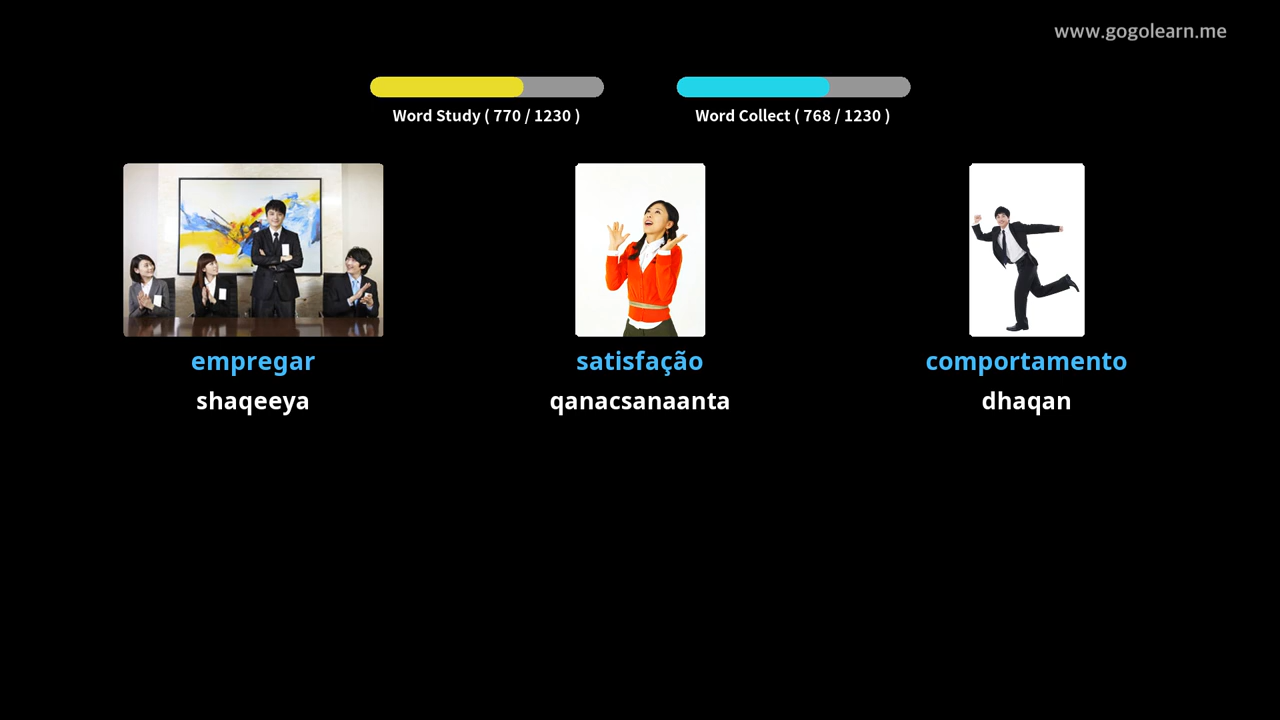 www.gogolearn.me
Word Study ( 770 / 1230 )
Word Collect ( 768 / 1230 )
empregar
satisfação
comportamento
shaqeeya
qanacsanaanta
dhaqan